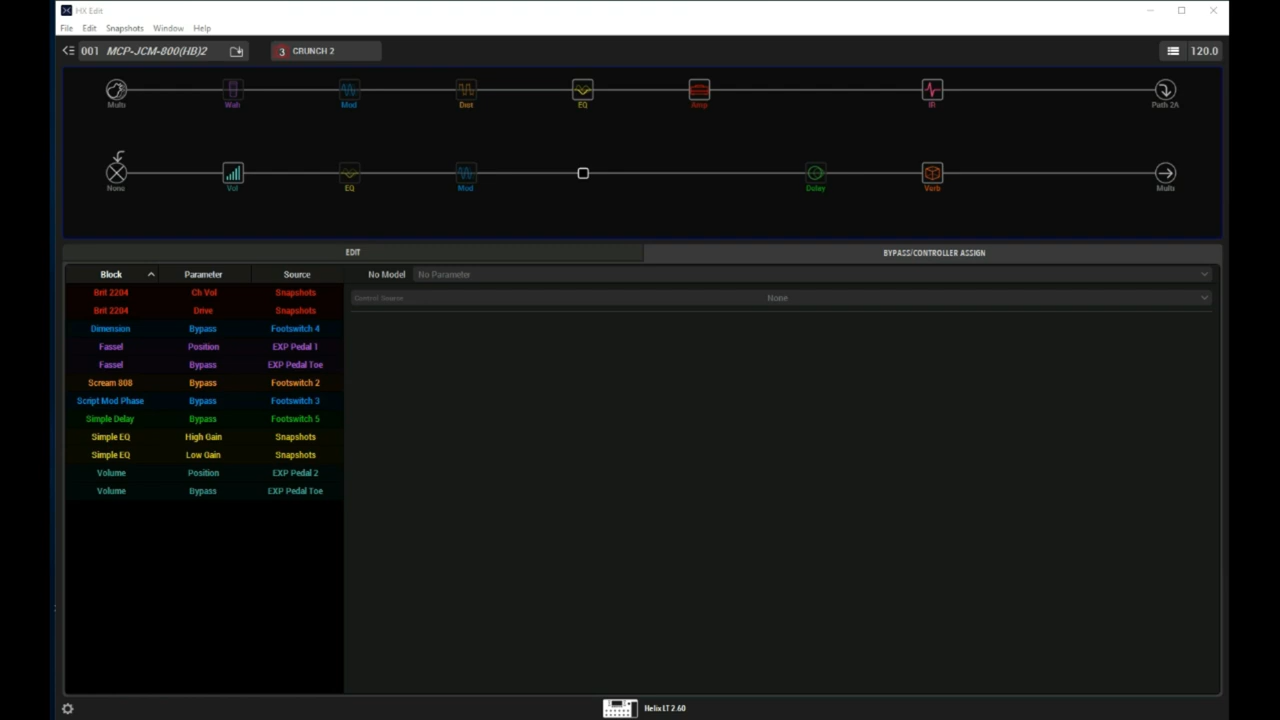 HX Edit
File Edit Snapshots Window Help
001 MCP-JCM-800(HB)2 3 CRUNCH 2 120.0
Multi Wah Mod Dist EQ Amp IR Path 2A
None Vol EQ Mod Delay Verb Multi
EDIT BYPASS/CONTROLLER ASSIGN
Block Parameter Source No Model No Parameter
Brit 2204 Ch Vol Snapshots Control Source None
Brit 2204 Drive Snapshots
Dimension Bypass Footswitch 4
Fassel Position EXP Pedal 1
Fassel Bypass EXP Pedal Toe
Scream 808 Bypass Footswitch 2
Script Mod Phase Bypass Footswitch 3
Simple Delay Bypass Footswitch 5
Simple EQ High Gain Snapshots
Simple EQ Low Gain Snapshots
Volume Position EXP Pedal 2
Volume Bypass EXP Pedal Toe
Helix LT 2.60